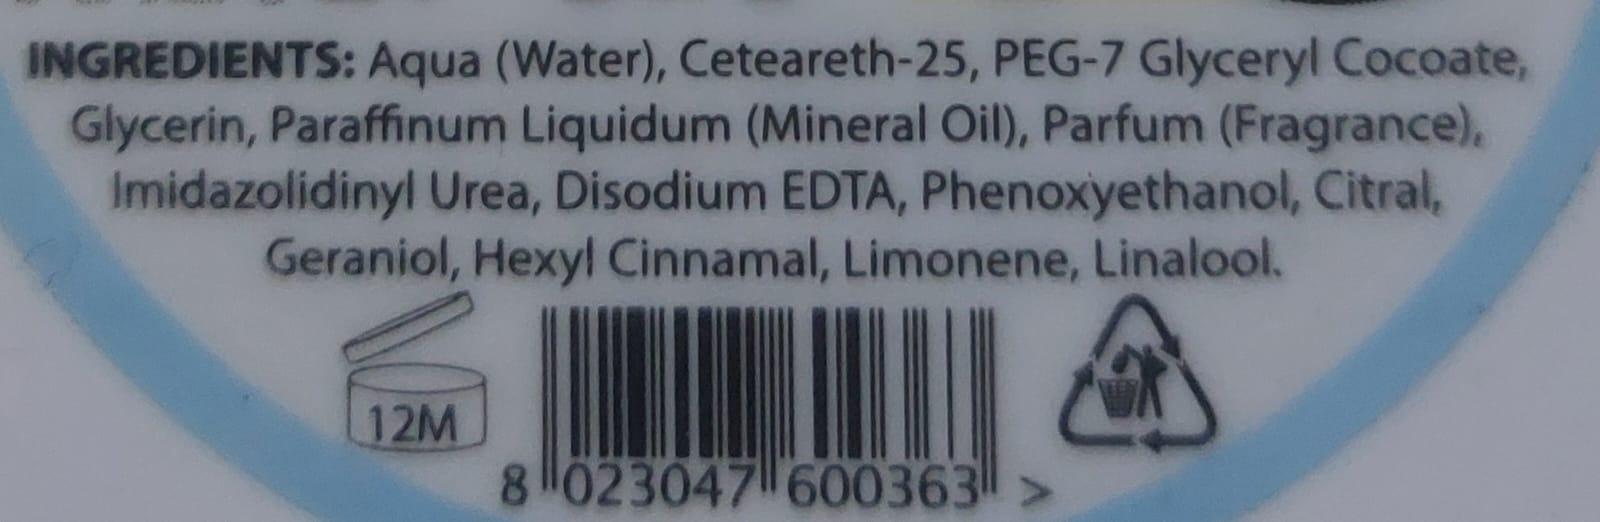 INGREDIENTS: Aqua (Water), Ceteareth-25, PEG-7 Glyceryl Cocoate,
Glycerin, Paraffinum Liquidum (Mineral Oil), Parfum (Fragrance),
Imidazolidinyl Urea, Disodium EDTA, Phenoxyethanol, Citral,
Geraniol, Hexyl Cinnamal, Limonene, Linalool.
12M
8 023047 600363 >